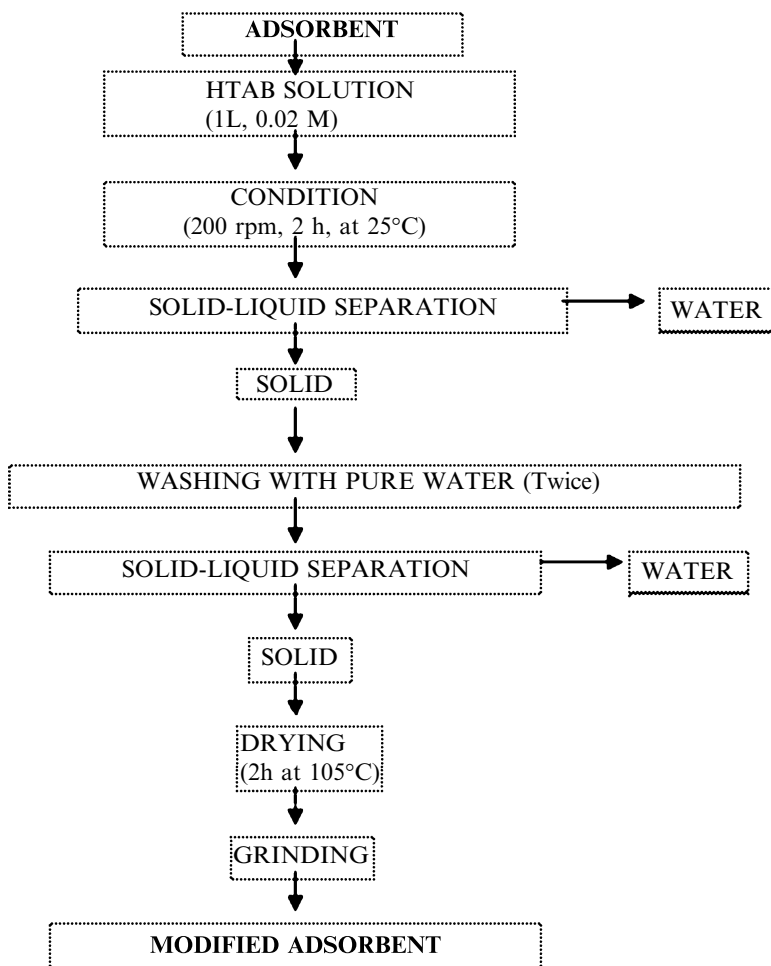 ADSORBENT
HTAB SOLUTION
(1L, 0.02 M)
CONDITION
(200 rpm, 2 h, at 25°C)
SOLID-LIQUID SEPARATION
WATER
SOLID
WASHING WITH PURE WATER (Twice)
SOLID-LIQUID SEPARATION
WATER
SOLID
DRYING
(2h at 105°C)
GRINDING
MODIFIED ADSORBENT